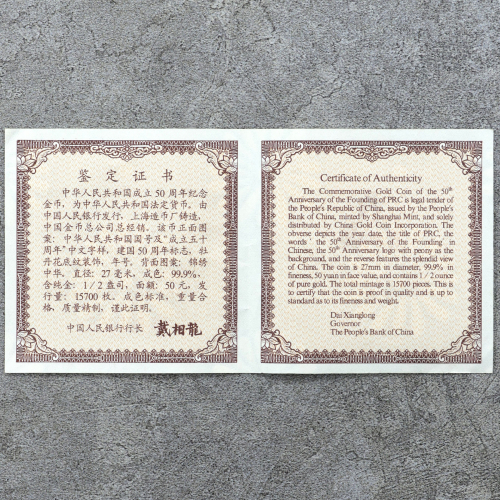 鉴定证书
中华人民共和国成立50周年纪念
金币,为中华人民共和国法定货币。由
中国人民银行发行,上海造币厂铸造,
中国金币总公司总经销。该币正面图
案:中华人民共和国国号及“成立五十
周年”中文字样,建国50周年标志,牡
丹花底纹装饰,年号。背面图案:锦绣
中华。直径:27毫米,成色:99.9%,
含纯金:1/2盎司,面额:50元,发
行量:15700枚。成色标准,重量合
格,质量精制,谨此证明。
中国人民银行行长 戴相龍
Certificate of Authenticity
The Commemorative Gold Coin of the 50th
Anniversary of the Founding of PRC is legal tender of
the People's Republic of China, issued by the People's
Bank of China, minted by Shanghai Mint, and solely
distributed by China Gold Coin Incorporation. The
obverse depicts the year date, the title of PRC, the
words ' the 50th Anniversary of the Founding in
Chinese, the 50th Anniversary logo with peony as the
background, and the reverse features the splendid view
of China. The coin is 27mm in diameter, 99.9% in
fineness, 50 yuan in face value, and contains 1/2 ounce
of pure gold. The total mintage is 15700 pieces. This is
to certify that the coin is proof in quality and is up to
standard as to its fineness and weight.
Dai Xianglong
Governor
The People's Bank of China